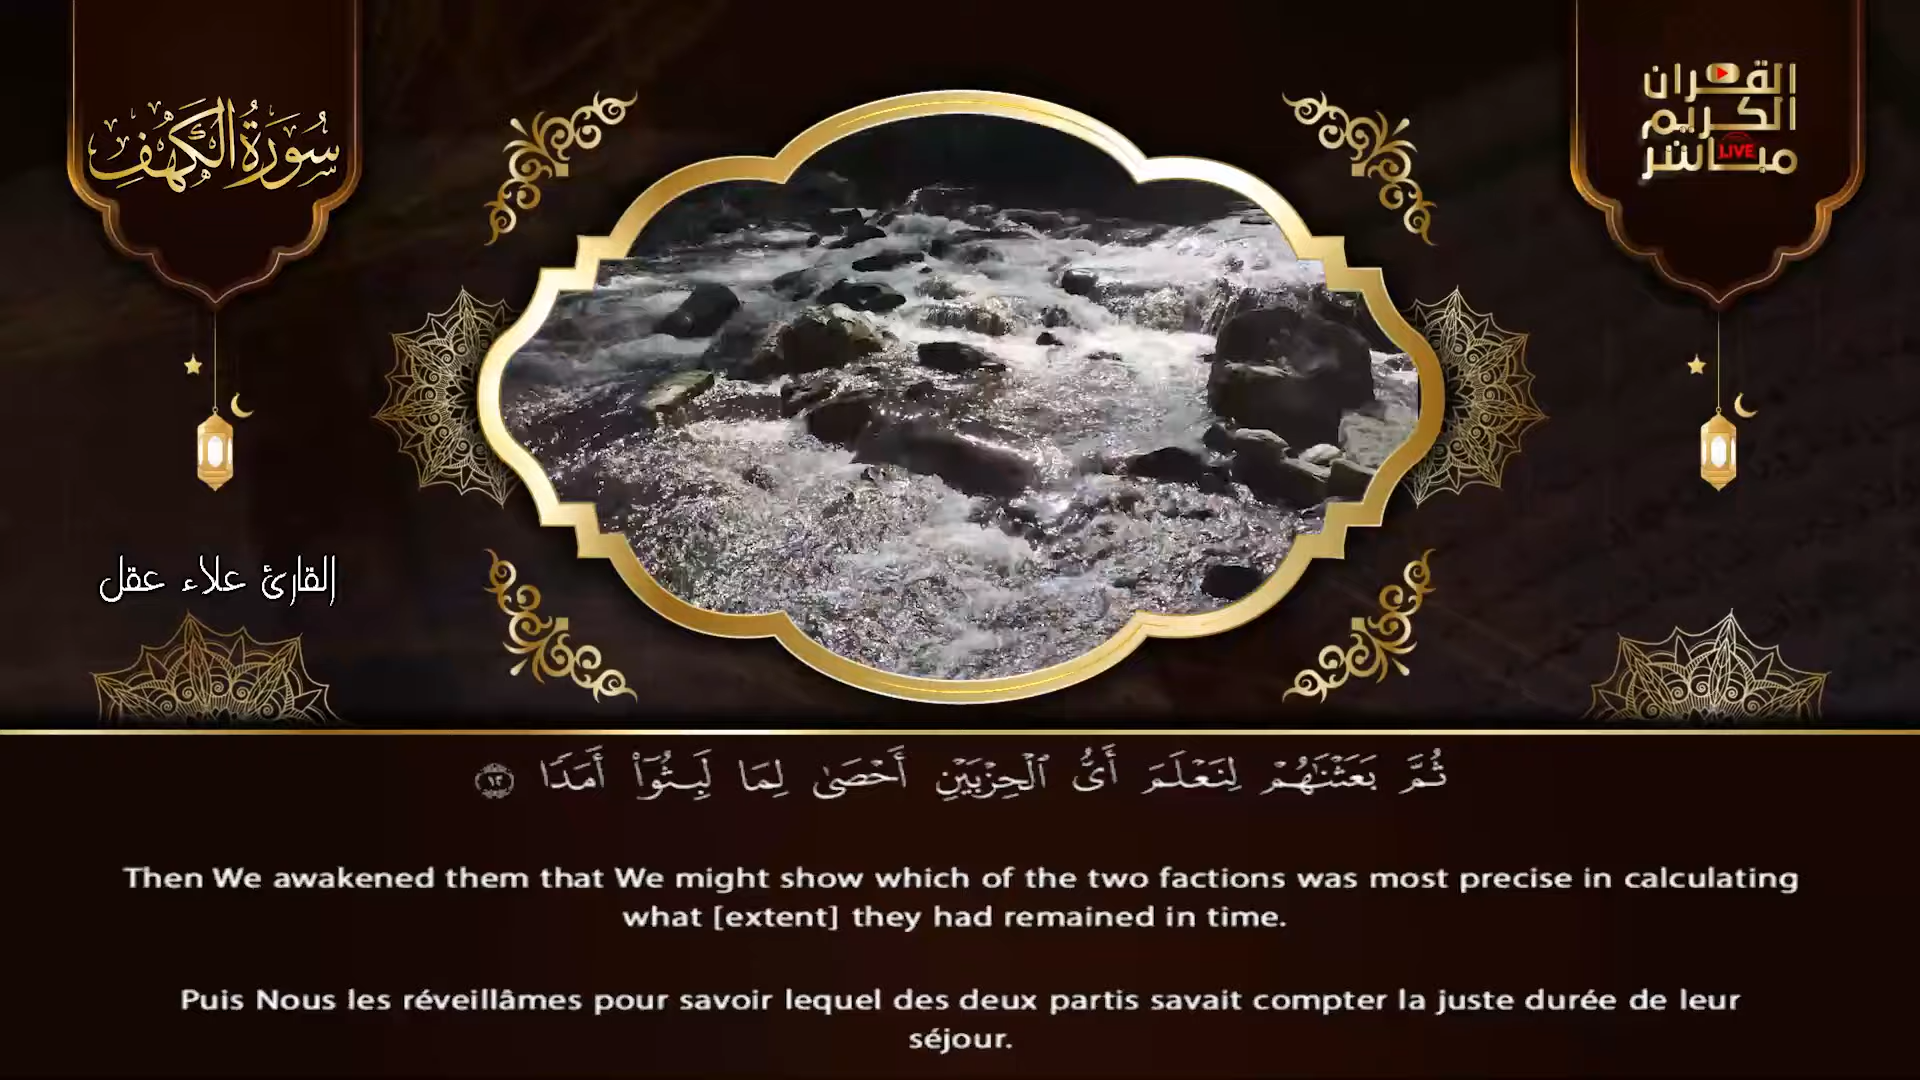 سُورَةُ الكَهْفِ
القران
الكريم
مباشر
LIVE
القارئ علاء عقل
ثُمَّ بَعَثْنَٰهُمْ لِنَعْلَمَ أَىُّ ٱلْحِزْبَيْنِ أَحْصَىٰ لِمَا لَبِثُوٓا۟ أَمَدًا ١٢
Then We awakened them that We might show which of the two factions was most precise in calculating
what [extent] they had remained in time.
Puis Nous les réveillâmes pour savoir lequel des deux partis savait compter la juste durée de leur
séjour.